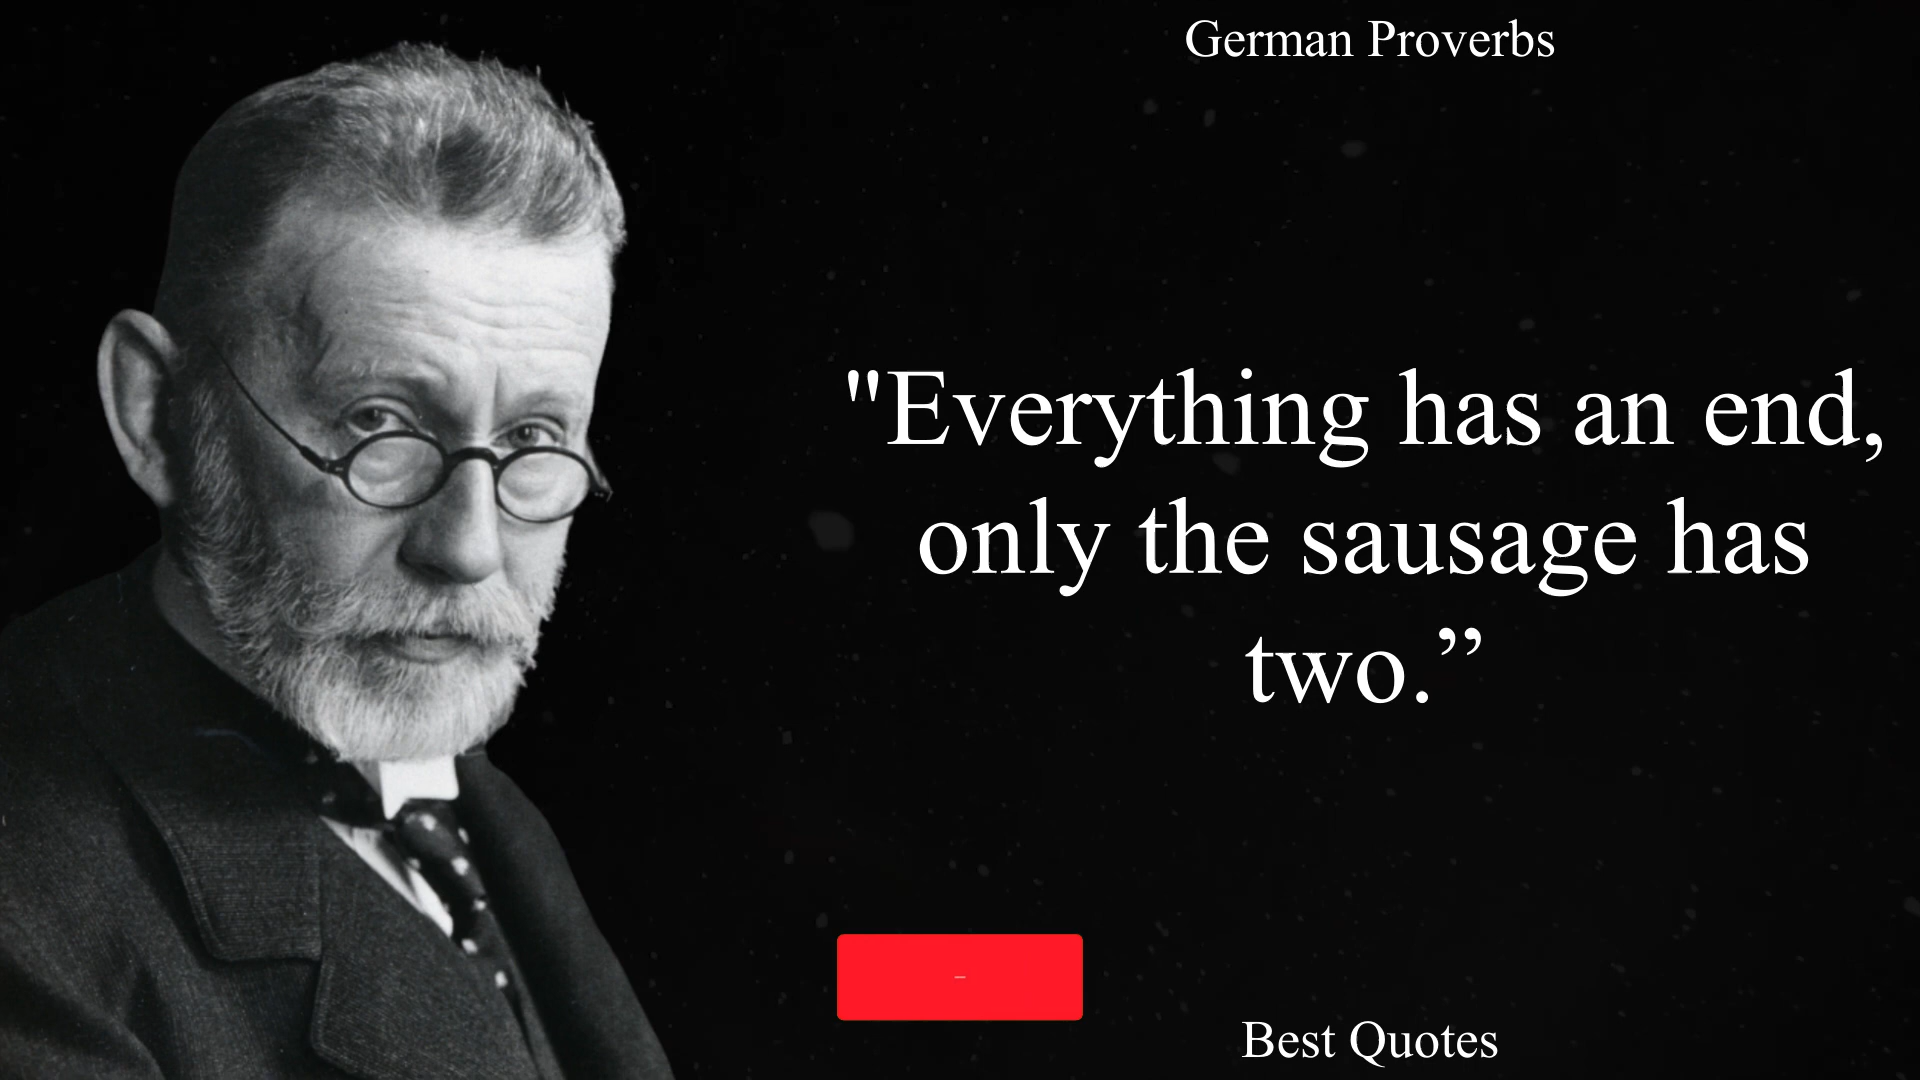 German Proverbs
"Everything has an end,
only the sausage has
two.”
Best Quotes